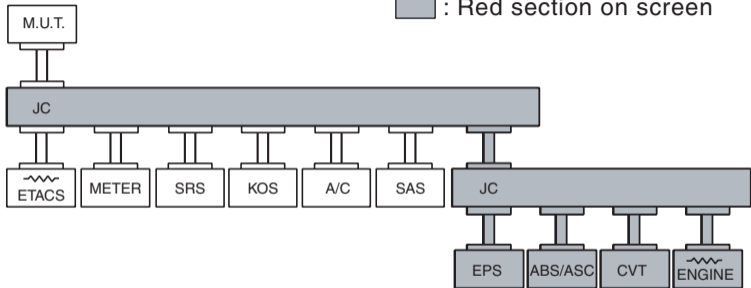 : Red section on screen
M.U.T.
JC
ETACS METER SRS KOS A/C SAS JC
EPS ABS/ASC CVT ENGINE